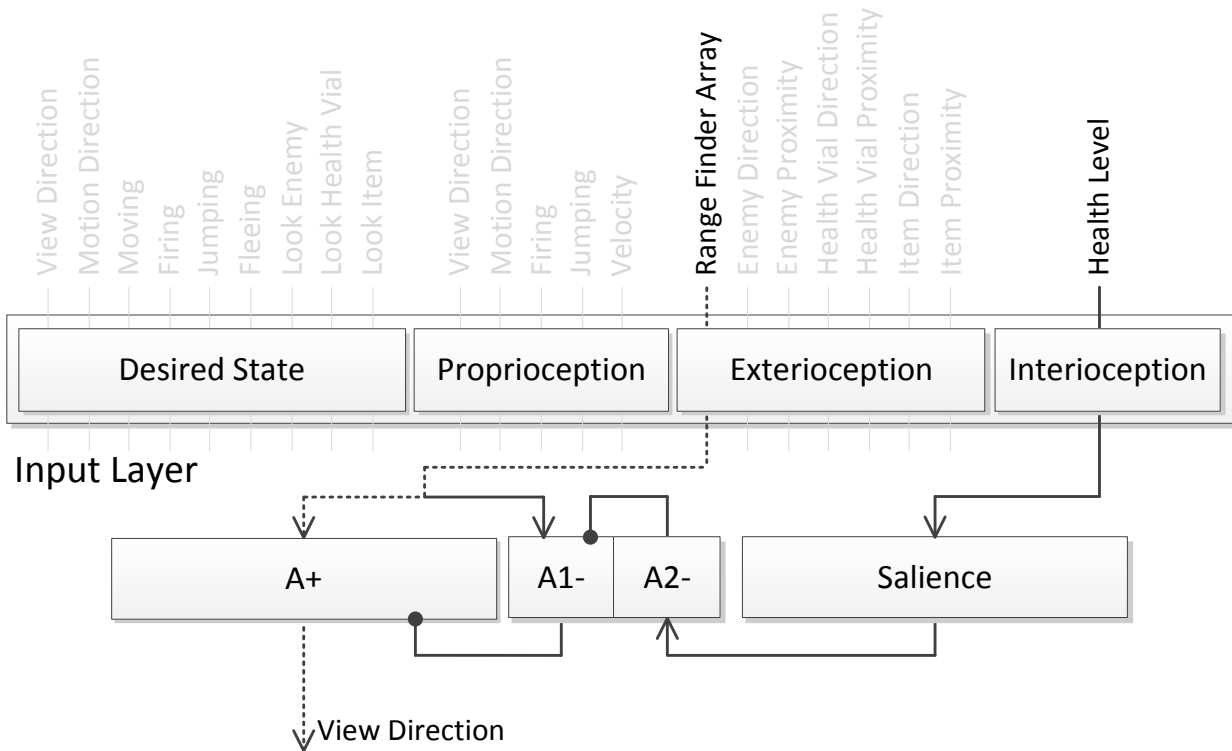 View Direction
Motion Direction
Moving
Firing
Jumping
Fleeing
Look Enemy
Look Health Vial
Look Item
View Direction
Motion Direction
Firing
Jumping
Velocity
Range Finder Array
Enemy Direction
Enemy Proximity
Health Vial Direction
Health Vial Proximity
Item Direction
Item Proximity
Health Level
Desired State
Proprioception
Exterioception
Interioception
Input Layer
A+
A1-
A2-
Salience
View Direction